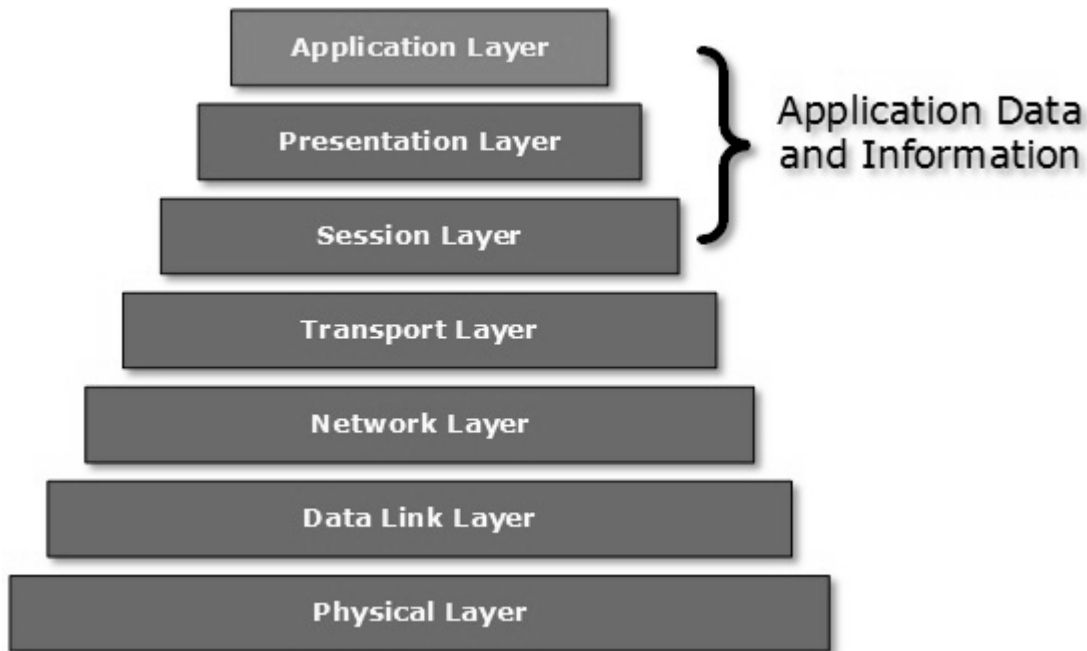 Application Layer
Presentation Layer
Application Data
and Information
Session Layer
Transport Layer
Network Layer
Data Link Layer
Physical Layer